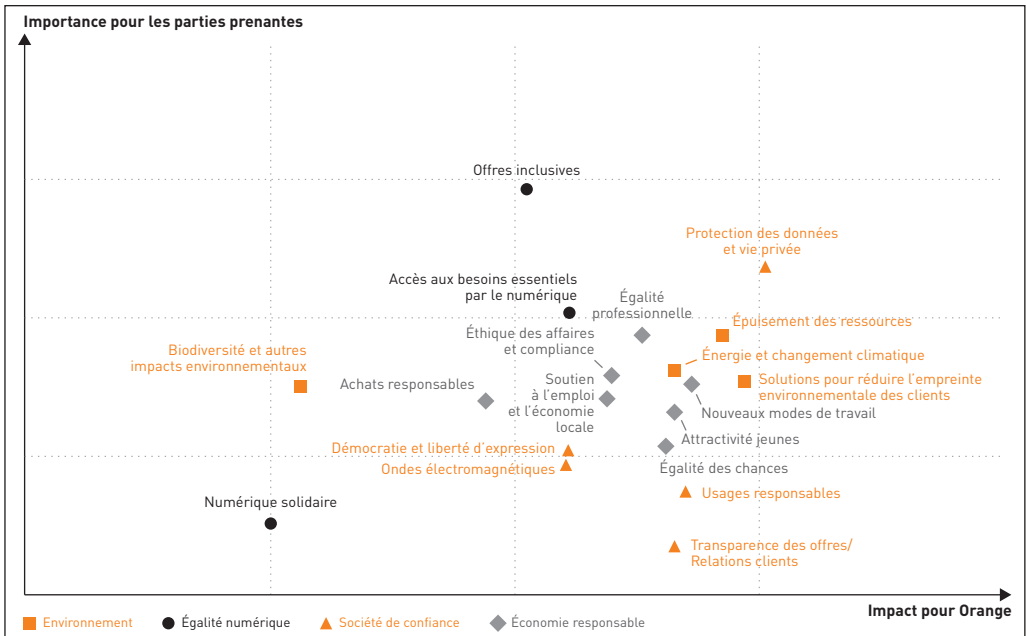 Importance pour les parties prenantes
Offres inclusives
Protection des données
et vie privée
Accès aux besoins essentiels
par le numérique
Égalité
professionnelle
Épuisement des ressources
Éthique des affaires
et compliance
Biodiversité et autres
impacts environnementaux
Énergie et changement climatique
Achats responsables
Soutien
à l'emploi
et l'économie
locale
Solutions pour réduire l'empreinte
environnementale des clients
Nouveaux modes de travail
Attractivité jeunes
Démocratie et liberté d'expression
Ondes électromagnétiques
Égalité des chances
Usages responsables
Numérique solidaire
Transparence des offres/
Relations clients
Impact pour Orange
Environnement
Égalité numérique
Société de confiance
Économie responsable